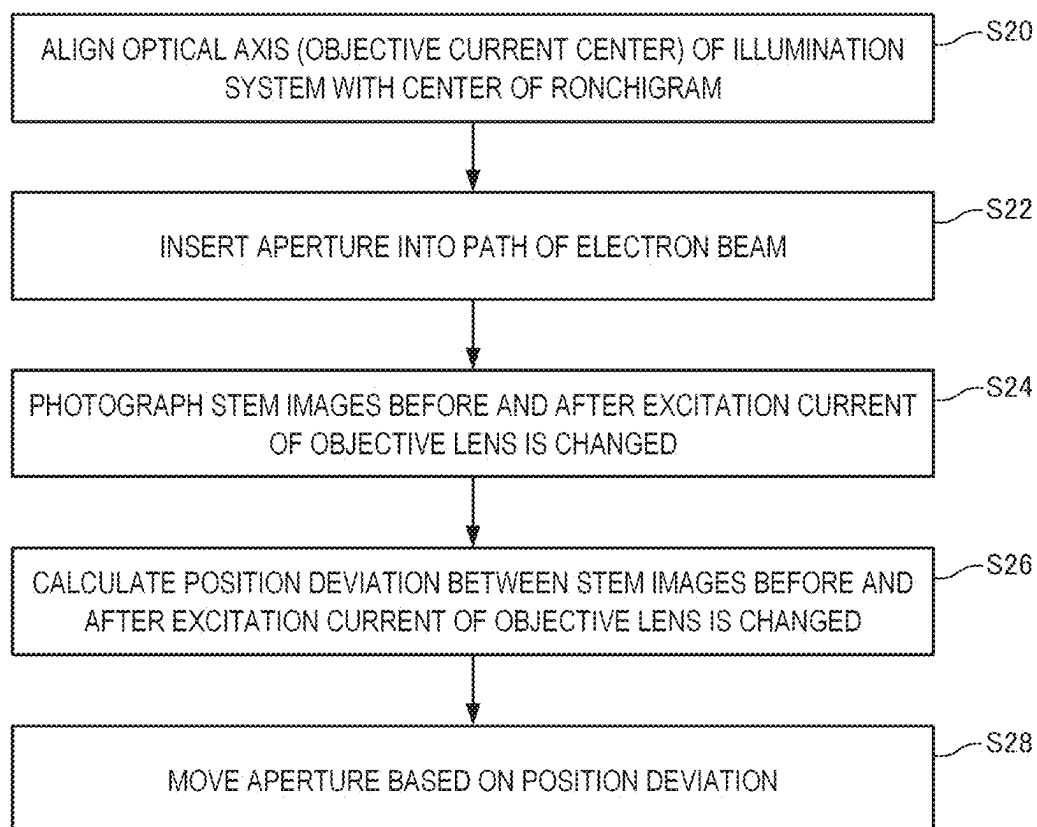 ALIGN OPTICAL AXIS (OBJECTIVE CURRENT CENTER) OF ILLUMINATION
SYSTEM WITH CENTER OF RONCHIGRAM
S20
INSERT APERTURE INTO PATH OF ELECTRON BEAM
S22
PHOTOGRAPH STEM IMAGES BEFORE AND AFTER EXCITATION CURRENT
OF OBJECTIVE LENS IS CHANGED
S24
CALCULATE POSITION DEVIATION BETWEEN STEM IMAGES BEFORE AND
AFTER EXCITATION CURRENT OF OBJECTIVE LENS IS CHANGED
S26
MOVE APERTURE BASED ON POSITION DEVIATION
S28